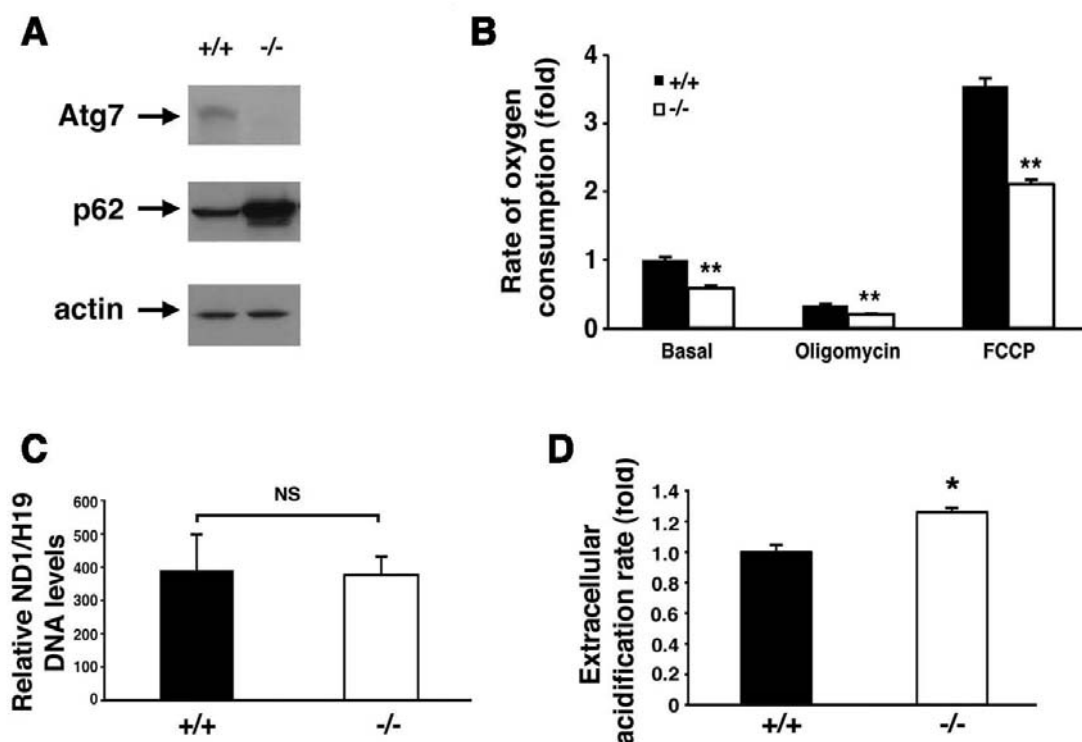 A
+/+ -/-
Atg7
p62
actin
B
Rate of oxygen
consumption (fold)
4
3
2
1
0
+/+
-/-
**
**
**
Basal
Oligomycin
FCCP
C
Relative ND1/H19
DNA levels
600
500
400
300
200
100
0
NS
+/+
-/-
D
Extracellular
acidification rate (fold)
1.4
1.2
1.0
0.8
0.6
0.4
0.2
0
*
+/+
-/-